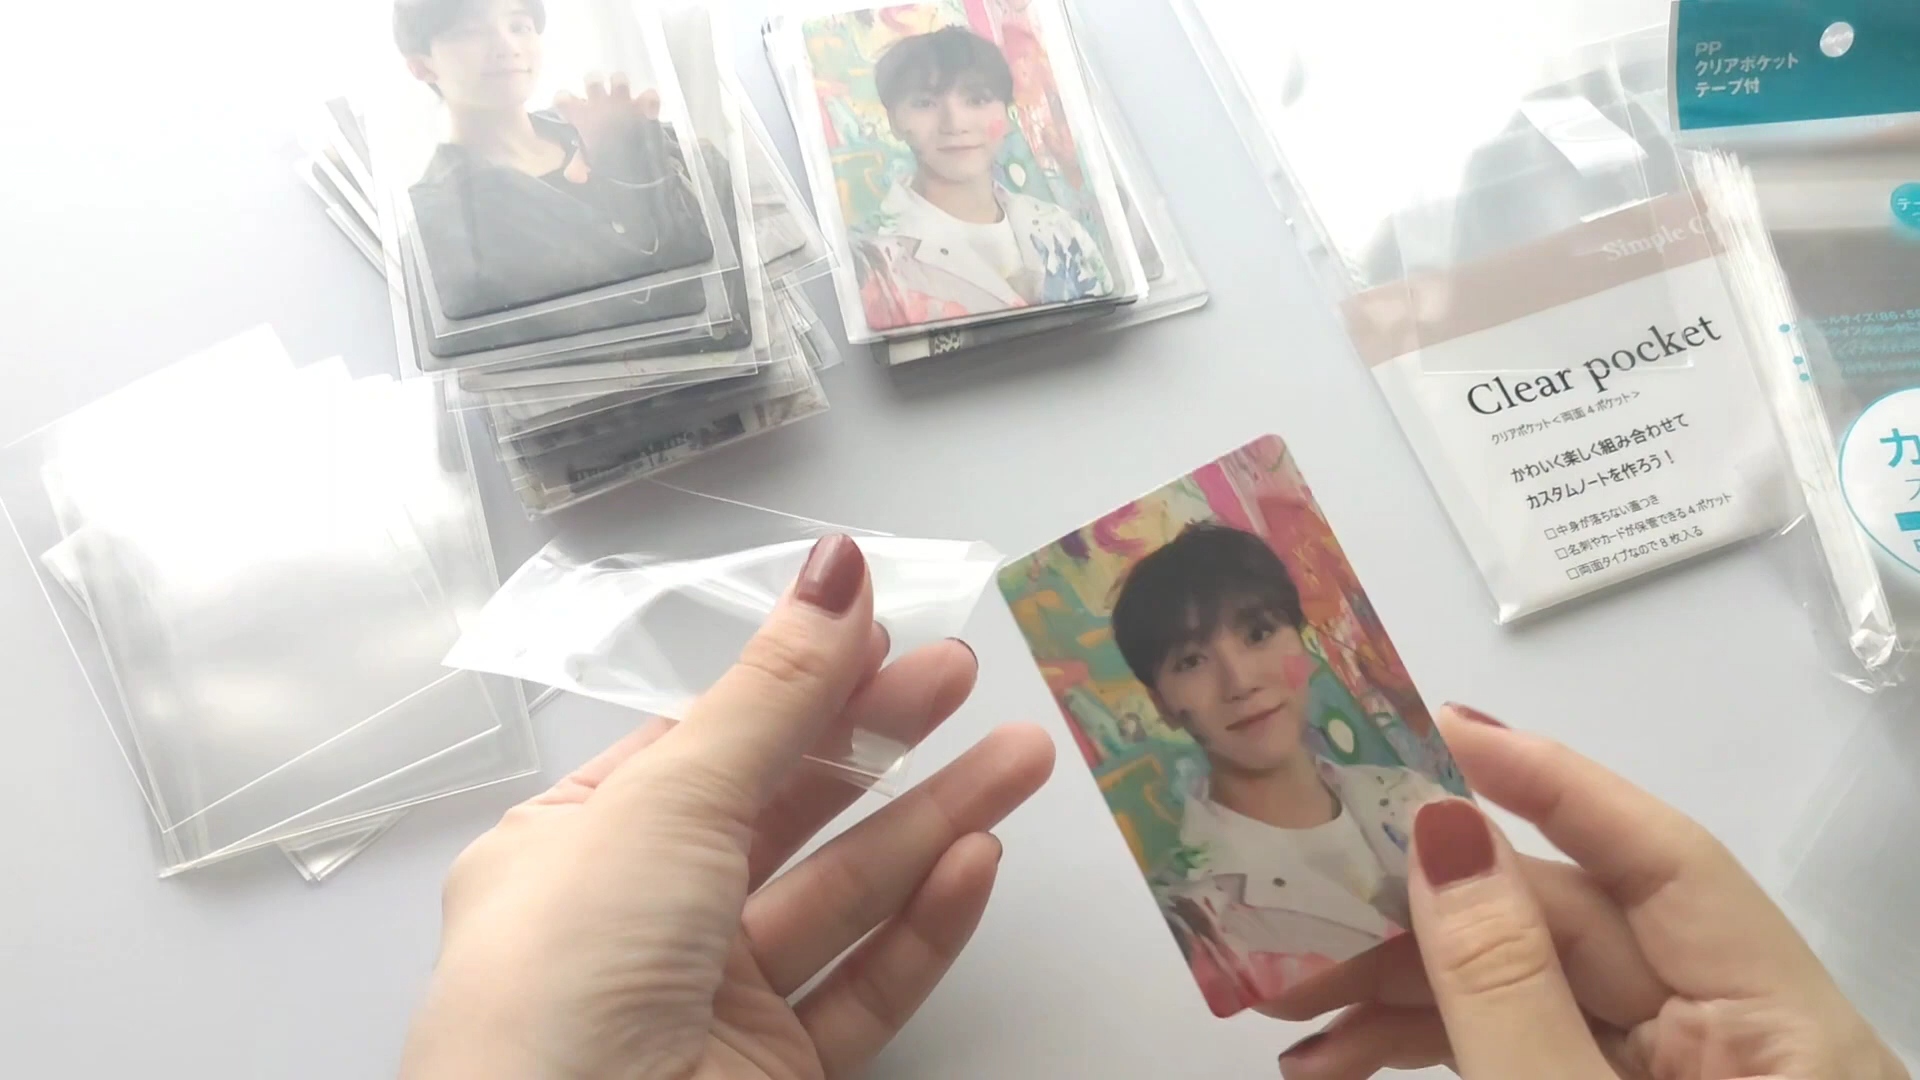 PP
クリアポケット
テープ付
Simple C
Clear pocket
クリアポケット<両面4ポケット>
かわいく楽しく組み合わせて
カスタムノートを作ろう！
□中身が落ちない蓋つき
□名刺やカードが保管できる4ポケット
□両面タイプなので8枚入る